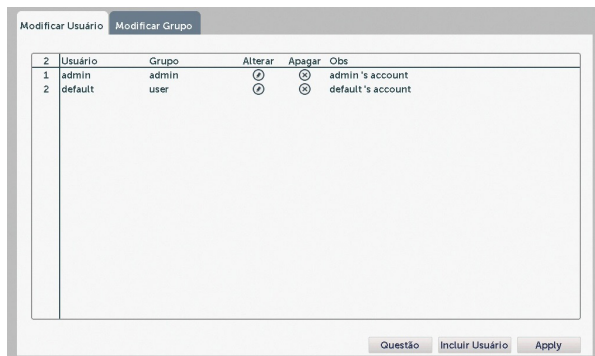 Modificar Usuário Modificar Grupo
2 Usuário Grupo Alterar Apagar Obs
1 admin admin admin 's account
2 default user default 's account
Questão Incluir Usuário Apply